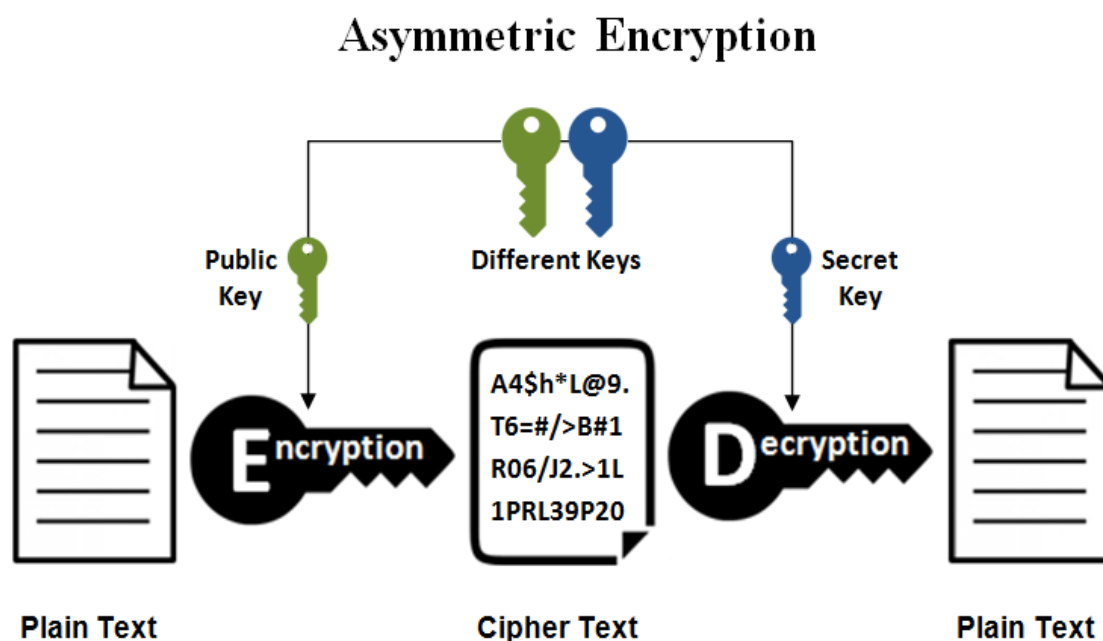 Asymmetric Encryption
Public
Key
Different Keys
Secret
Key
Encryption
A4$h*L@9.
T6=#/>B#1
R06/J2.>1L
1PRL39P20
Decryption
Plain Text
Cipher Text
Plain Text